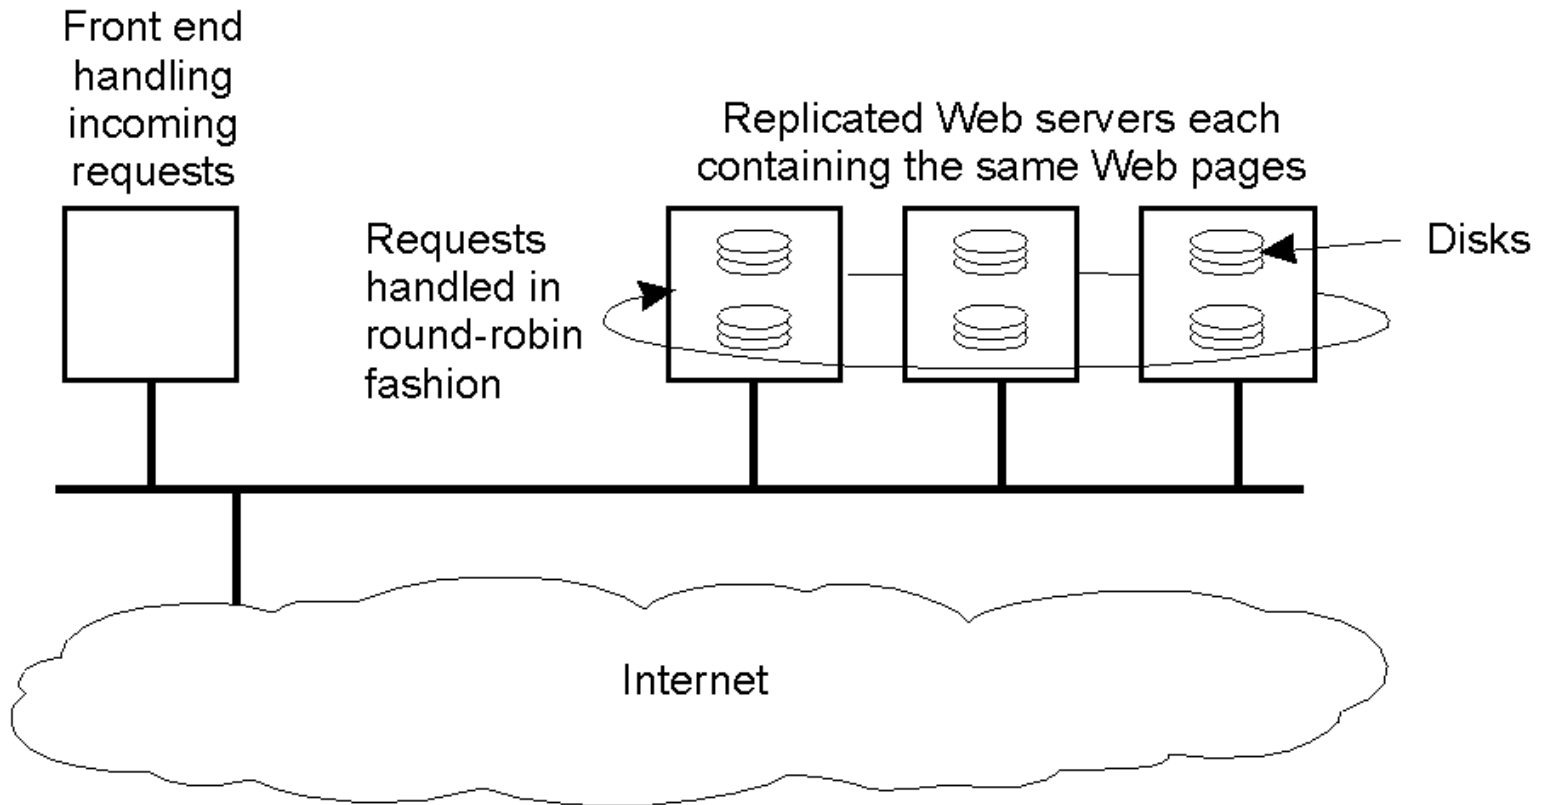 Front end
handling
incoming
requests
Replicated Web servers each
containing the same Web pages
Requests
handled in
round-robin
fashion
Disks
Internet